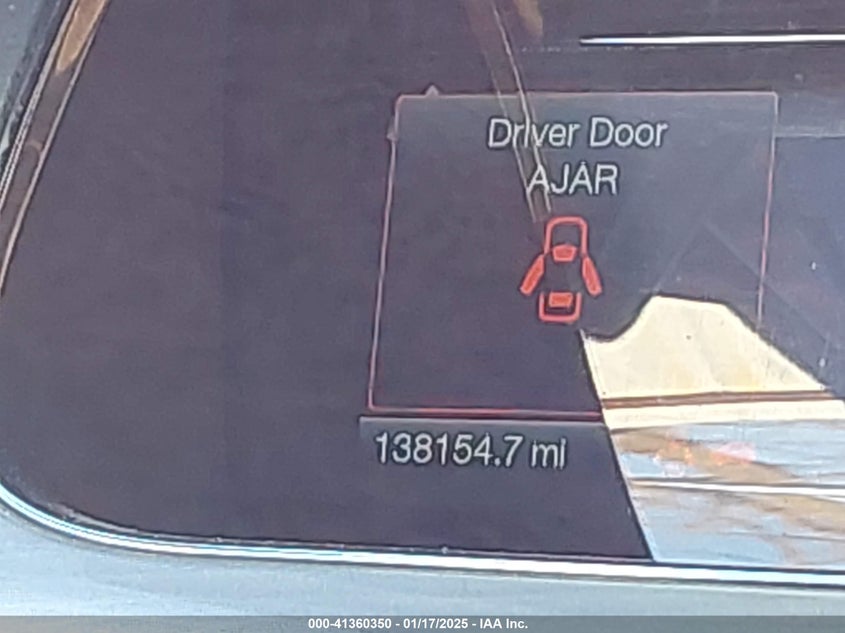 Driver Door
AJAR
138154.7 mi
000-41360350 - 01/17/2025 - IAA Inc.